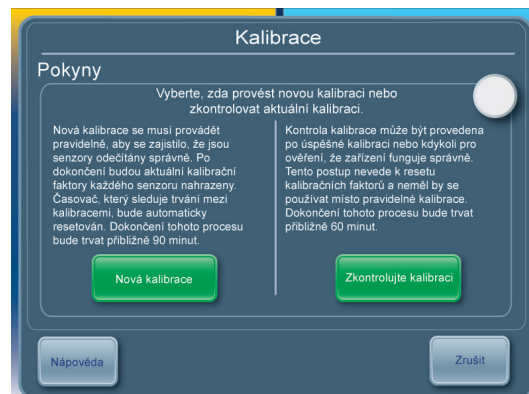 Kalibrace
Pokyny
Vyberte, zda provést novou kalibraci nebo
zkontrolovat aktuální kalibraci.
Nová kalibrace se musí provádět
pravidelně, aby se zajistilo, že jsou
senzory odečítány správně. Po
dokončení budou aktuální kalibrační
faktory každého senzoru nahrazeny.
Časovač, který sleduje trvání mezi
kalibracemi, bude automaticky
resetován. Dokončení tohoto procesu
bude trvat přibližně 90 minut.
Nová kalibrace
Kontrola kalibrace může být provedena
po úspěšné kalibraci nebo kdykoli pro
ověření, že zařízení funguje správně.
Tento postup nevede k resetu
kalibračních faktorů a neměl by se
používat místo pravidelné kalibrace.
Dokončení tohoto procesu bude trvat
přibližně 60 minut.
Zkontrolujte kalibraci
Nápověda
Zrušit